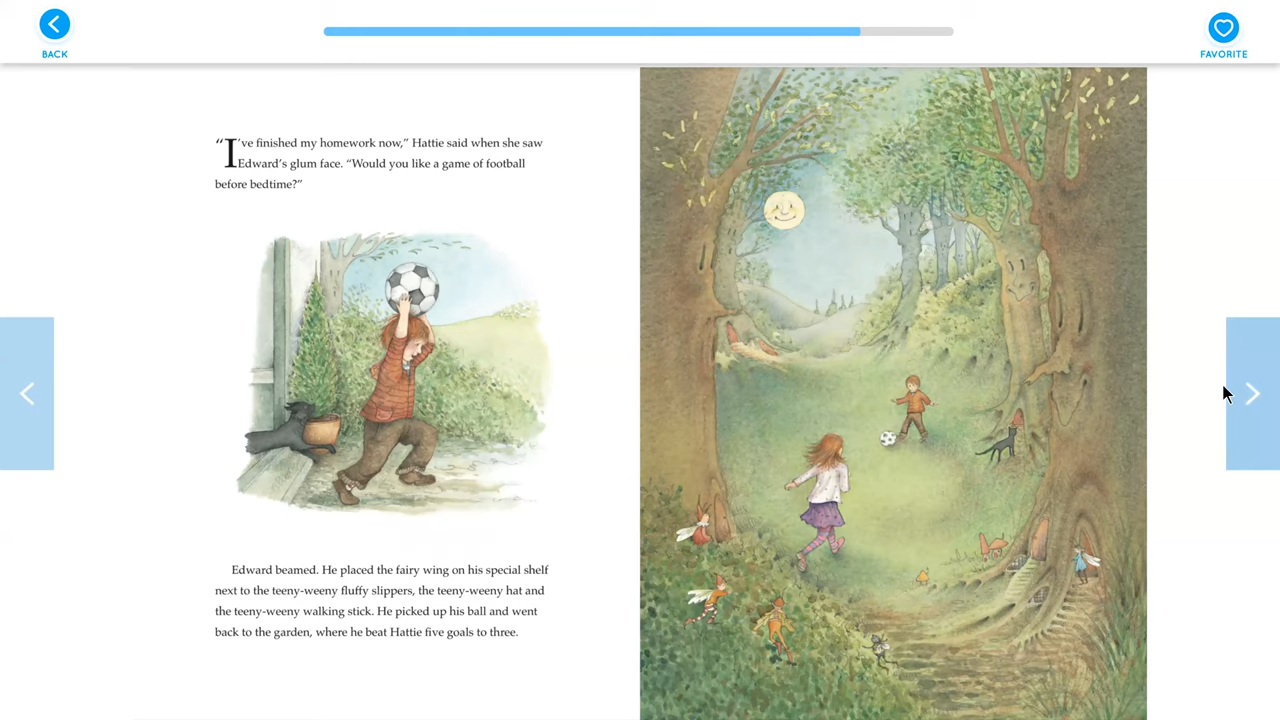 BACK
FAVORITE
“I’ve finished my homework now,” Hattie said when she saw
Edward’s glum face. “Would you like a game of football
before bedtime?”
Edward beamed. He placed the fairy wing on his special shelf
next to the teeny-weeny fluffy slippers, the teeny-weeny hat and
the teeny-weeny walking stick. He picked up his ball and went
back to the garden, where he beat Hattie five goals to three.